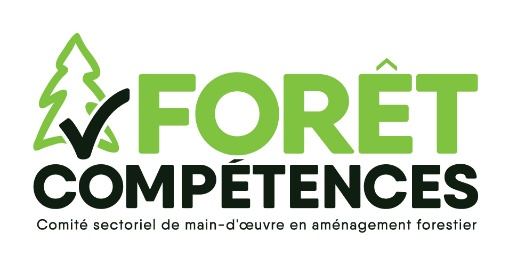 FORÊT
COMPÉTENCES
Comité sectoriel de main-d'œuvre en aménagement forestier